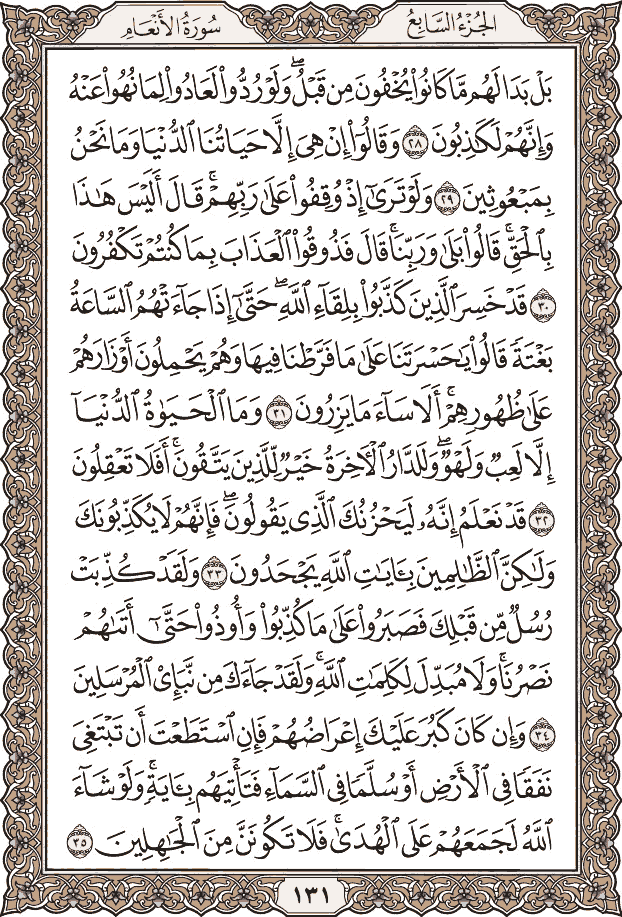 الجُزْءُ السَّابِعُ
سُورَةُ الأَنْعَامِ
بَلْ بَدَا لَهُم مَّا كَانُوا۟ يُخْفُونَ مِن قَبْلُ ۖ وَلَوْ رُدُّوا۟ لَعَادُوا۟ لِمَا نُهُوا۟ عَنْهُ
وَإِنَّهُمْ لَكَٰذِبُونَ ٢٨ وَقَالُوٓا۟ إِنْ هِىَ إِلَّا حَيَاتُنَا ٱلدُّنْيَا وَمَا نَحْنُ
بِمَبْعُوثِينَ ٢٩ وَلَوْ تَرَىٰٓ إِذْ وُقِفُوا۟ عَلَىٰ رَبِّهِمْ ۚ قَالَ أَلَيْسَ هَٰذَا
بِٱلْحَقِّ ۚ قَالُوا۟ بَلَىٰ وَرَبِّنَا ۚ قَالَ فَذُوقُوا۟ ٱلْعَذَابَ بِمَا كُنتُمْ تَكْفُرُونَ
٣٠ قَدْ خَسِرَ ٱلَّذِينَ كَذَّبُوا۟ بِلِقَآءِ ٱللَّهِ ۖ حَتَّىٰٓ إِذَا جَآءَتْهُمُ ٱلسَّاعَةُ
بَغْتَةً قَالُوا۟ يَٰحَسْرَتَنَا عَلَىٰ مَا فَرَّطْنَا فِيهَا وَهُمْ يَحْمِلُونَ أَوْزَارَهُمْ
عَلَىٰ ظُهُورِهِمْ ۚ أَلَا سَآءَ مَا يَزِرُونَ ٣١ وَمَا ٱلْحَيَوٰةُ ٱلدُّنْيَآ
إِلَّا لَعِبٌ وَلَهْوٌ ۖ وَلَلدَّارُ ٱلْءَاخِرَةُ خَيْرٌ لِّلَّذِينَ يَتَّقُونَ ۗ أَفَلَا تَعْقِلُونَ
٣٢ قَدْ نَعْلَمُ إِنَّهُۥ لَيَحْزُنُكَ ٱلَّذِى يَقُولُونَ ۖ فَإِنَّهُمْ لَا يُكَذِّبُونَكَ
وَلَٰكِنَّ ٱلظَّٰلِمِينَ بِـَٔايَٰتِ ٱللَّهِ يَجْحَدُونَ ٣٣ وَلَقَدْ كُذِّبَتْ
رُسُلٌ مِّن قَبْلِكَ فَصَبَرُوا۟ عَلَىٰ مَا كُذِّبُوا۟ وَأُوذُوا۟ حَتَّىٰٓ أَتَىٰهُمْ
نَصْرُنَا ۚ وَلَا مُبَدِّلَ لِكَلِمَٰتِ ٱللَّهِ ۚ وَلَقَدْ جَآءَكَ مِن نَّبَإِى۟ ٱلْمُرْسَلِينَ
٣٤ وَإِن كَانَ كَبُرَ عَلَيْكَ إِعْرَاضُهُمْ فَإِنِ ٱسْتَطَعْتَ أَن تَبْتَغِىَ
نَفَقًا فِى ٱلْأَرْضِ أَوْ سُلَّمًا فِى ٱلسَّمَآءِ فَتَأْتِيَهُم بِـَٔايَةٍ ۚ وَلَوْ شَآءَ
ٱللَّهُ لَجَمَعَهُمْ عَلَى ٱلْهُدَىٰ ۚ فَلَا تَكُونَنَّ مِنَ ٱلْجَٰهِلِينَ ٣٥
١٣١